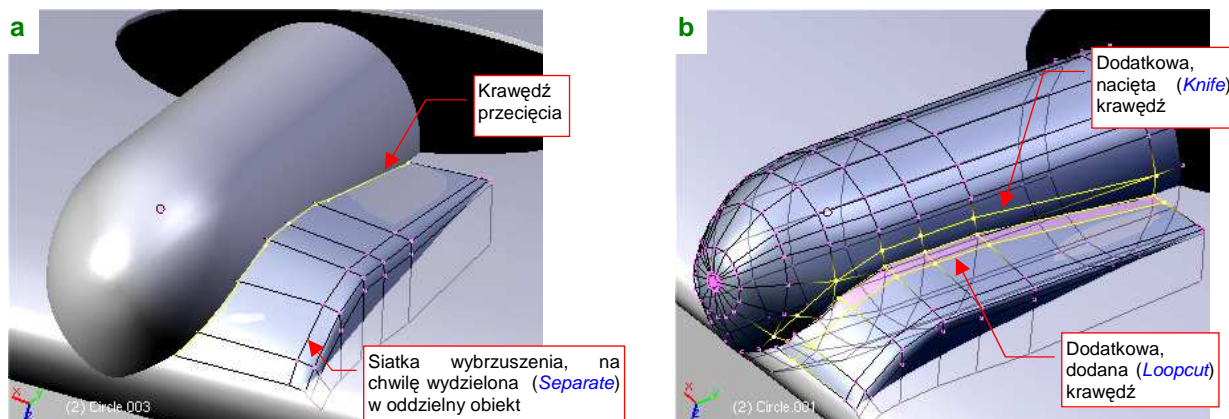 a
Krawędź
przecięcia
Siatka wybrzuszenia, na
chwilę wydzielona (Separate)
w oddzielny obiekt
x
y
z
(2) Circle.003
b
Dodatkowa,
nacięta (Knife)
krawędź
Dodatkowa,
dodana (Loopcut)
krawędź
x
y
z
(2) Circle.001